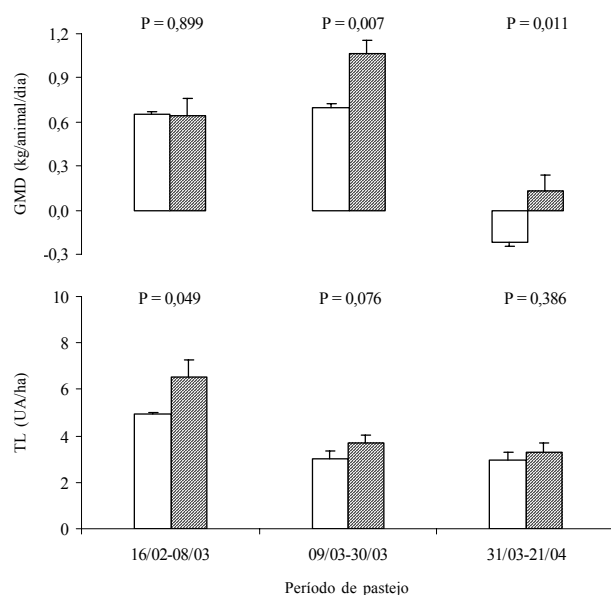 P = 0,899 P = 0,007 P = 0,011
1,2
0,9
0,6
0,3
0,0
-0,3
GMD (kg/animal/dia)
P = 0,049 P = 0,076 P = 0,386
10
8
6
4
2
0
TL (UA/ha)
16/02-08/03 09/03-30/03 31/03-21/04
Período de pastejo